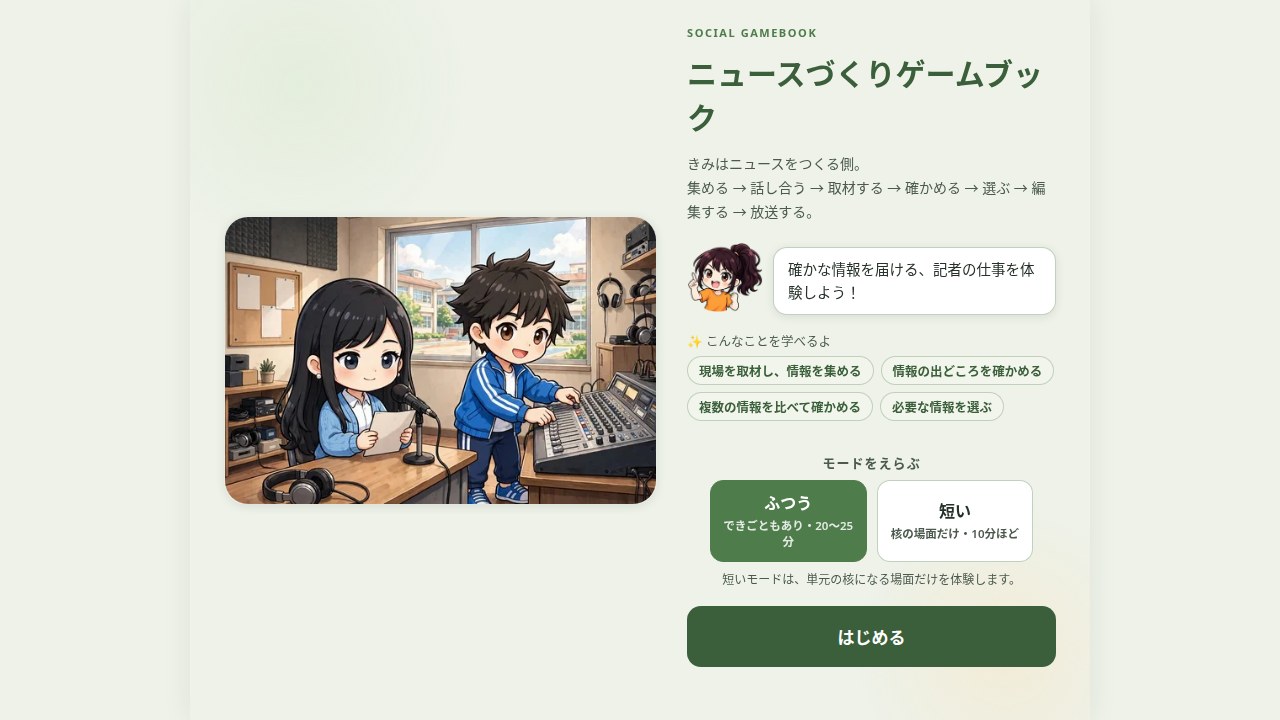 SOCIAL GAMEBOOK
ニュースづくりゲームブッ
ク
きみはニュースをつくる側。
集める → 話し合う → 取材する → 確かめる → 選ぶ → 編
集する → 放送する。
確かな情報を届ける、記者の仕事を体
験しよう！
✨ こんなことを学べるよ
現場を取材し、情報を集める
情報の出どころを確かめる
複数の情報を比べて確かめる
必要な情報を選ぶ
モードをえらぶ
ふつう
できごともあり・20〜25
分
短い
核の場面だけ・10分ほど
短いモードは、単元の核になる場面だけを体験します。
はじめる